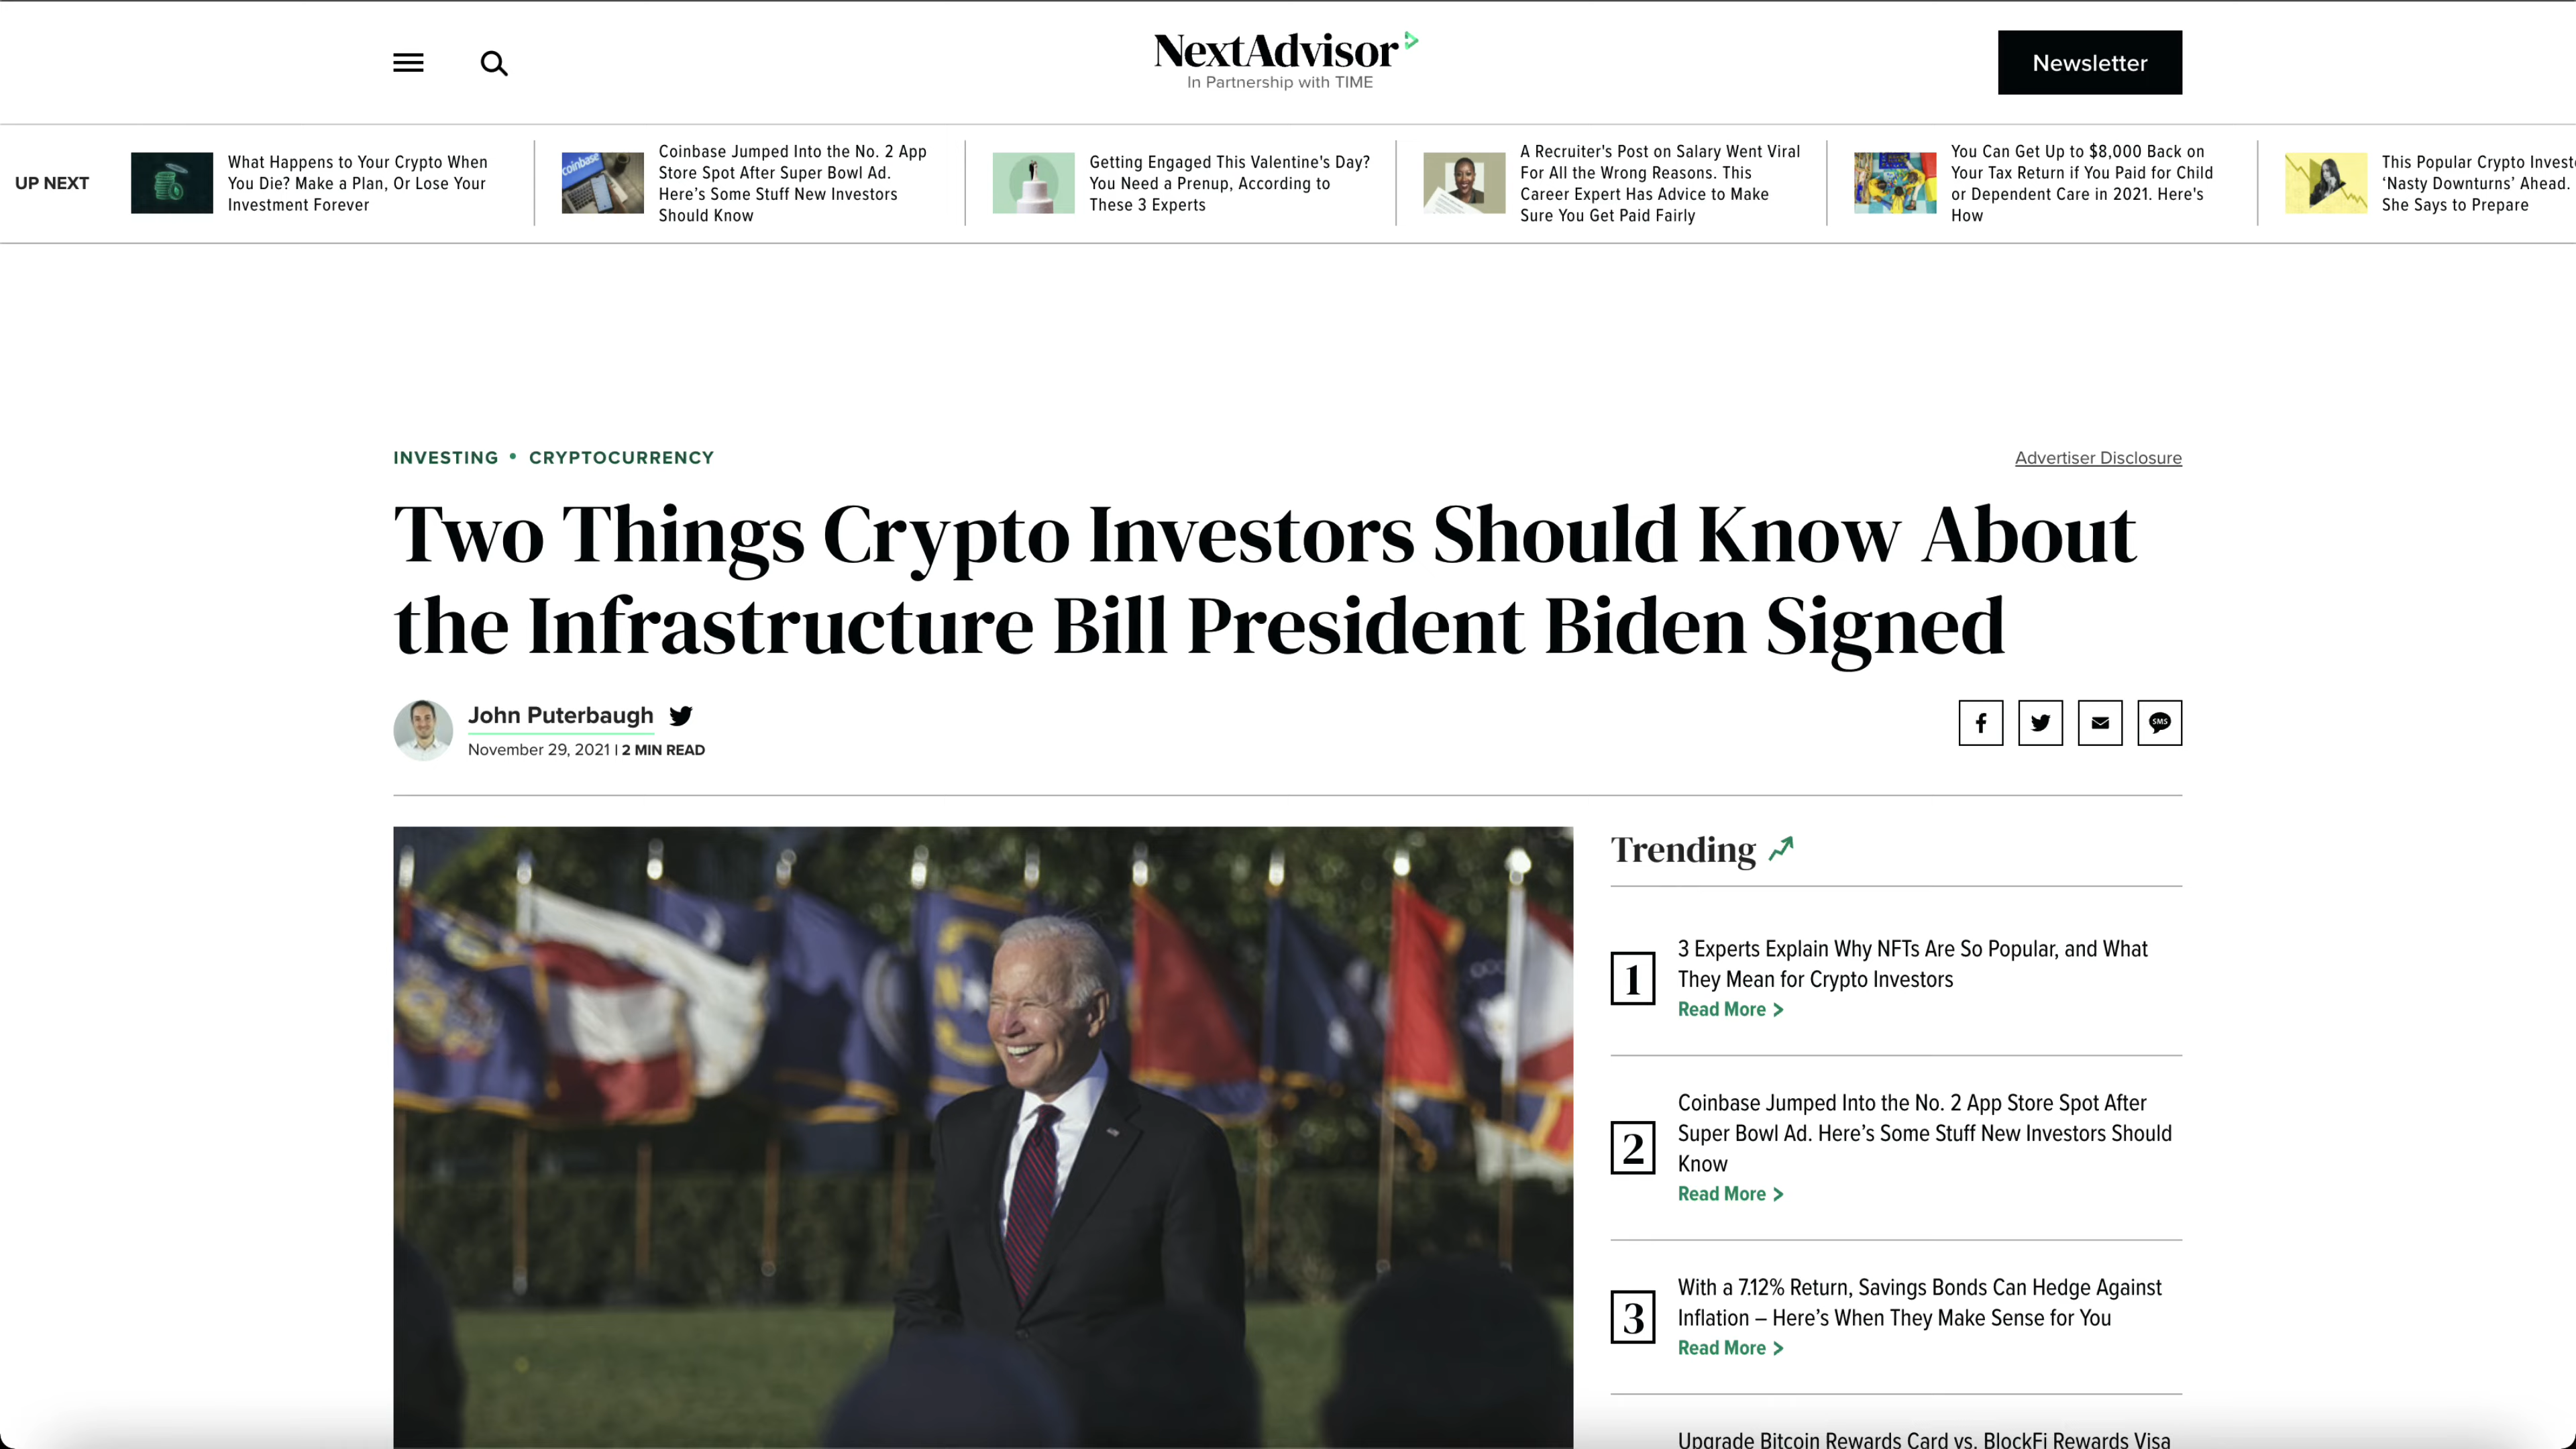 NextAdvisor
In Partnership with TIME
Newsletter
UP NEXT
What Happens to Your Crypto When
You Die? Make a Plan, Or Lose Your
Investment Forever
coinbase
Coinbase Jumped Into the No. 2 App
Store Spot After Super Bowl Ad.
Here’s Some Stuff New Investors
Should Know
Getting Engaged This Valentine's Day?
You Need a Prenup, According to
These 3 Experts
A Recruiter's Post on Salary Went Viral
For All the Wrong Reasons. This
Career Expert Has Advice to Make
Sure You Get Paid Fairly
You Can Get Up to $8,000 Back on
Your Tax Return if You Paid for Child
or Dependent Care in 2021. Here's
How
This Popular Crypto
‘Nasty Downturns’ Ahead.
She Says to Prepare
INVESTING • CRYPTOCURRENCY
Advertiser Disclosure
Two Things Crypto Investors Should Know About
the Infrastructure Bill President Biden Signed
John Puterbaugh
November 29, 2021 | 2 MIN READ
SMS
Trending
1
3 Experts Explain Why NFTs Are So Popular, and What
They Mean for Crypto Investors
Read More >
2
Coinbase Jumped Into the No. 2 App Store Spot After
Super Bowl Ad. Here’s Some Stuff New Investors Should
Know
Read More >
3
With a 7.12% Return, Savings Bonds Can Hedge Against
Inflation – Here’s When They Make Sense for You
Read More >
Upgrade Bitcoin Rewards Card vs. BlockFi Rewards Visa